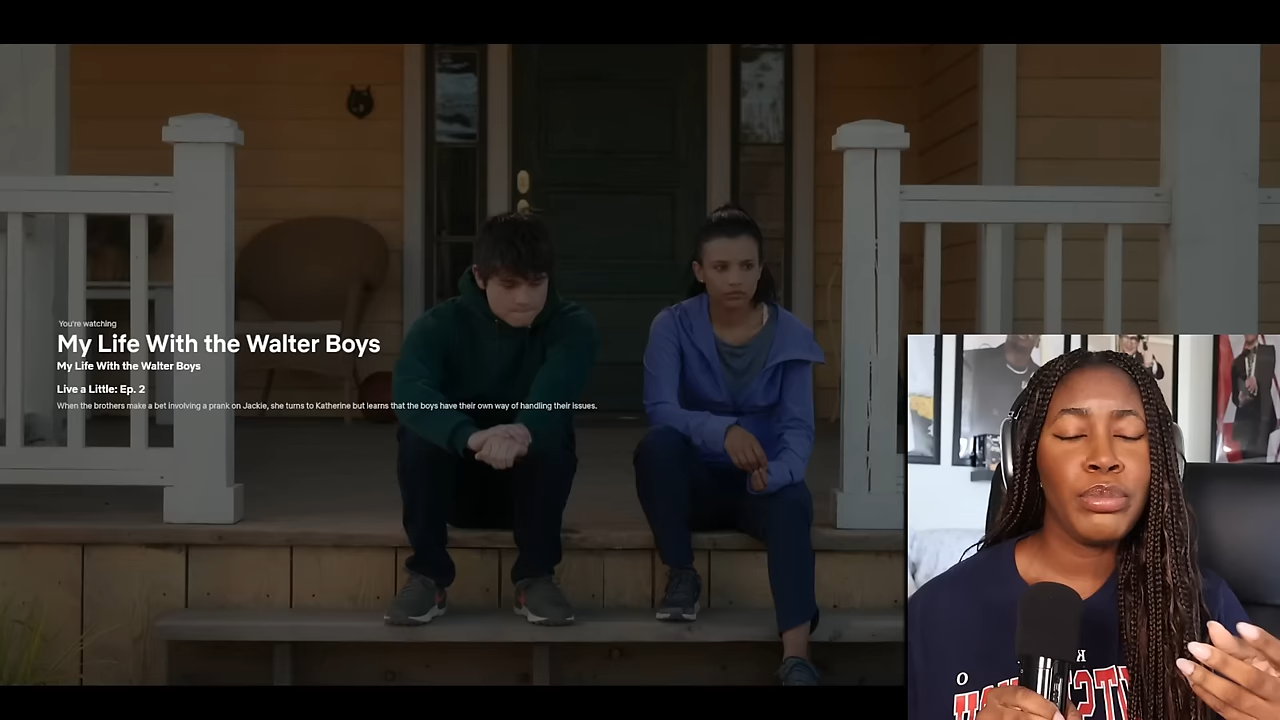 You're watching
My Life With the Walter Boys
My Life With the Walter Boys
Live a Little: Ep. 2
When the brothers make a bet involving a prank on Jackie, she turns to Katherine but learns that the boys have their own way of handling their issues.